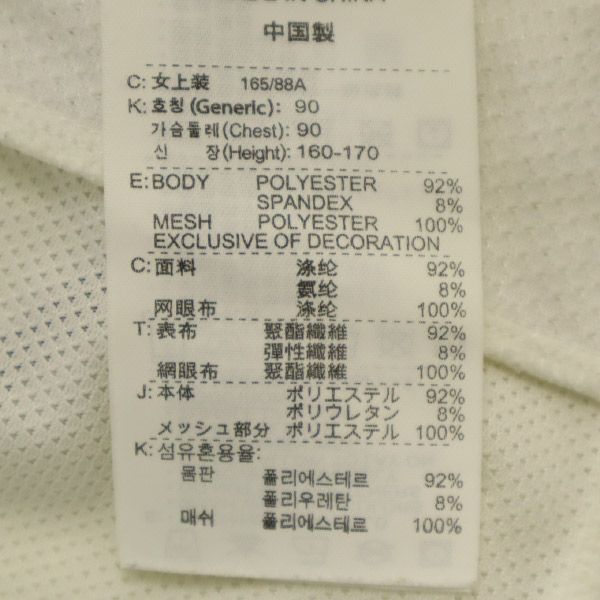 中国製
C: 女上装 165/88A
K: 호칭 (Generic): 90
가슴둘레(Chest): 90
신 장(Height): 160-170
E: BODY POLYESTER 92%
SPANDEX 8%
MESH POLYESTER 100%
EXCLUSIVE OF DECORATION
C: 面料 涤纶 92%
氨纶 8%
网眼布 涤纶 100%
T: 表布 聚酯纖維 92%
彈性纖維 8%
網眼布 聚酯纖維 100%
J: 本体 ポリエステル 92%
ポリウレタン 8%
メッシュ部分 ポリエステル 100%
K: 섬유혼용율:
몸판 폴리에스테르 92%
폴리우레탄 8%
매쉬 폴리에스테르 100%